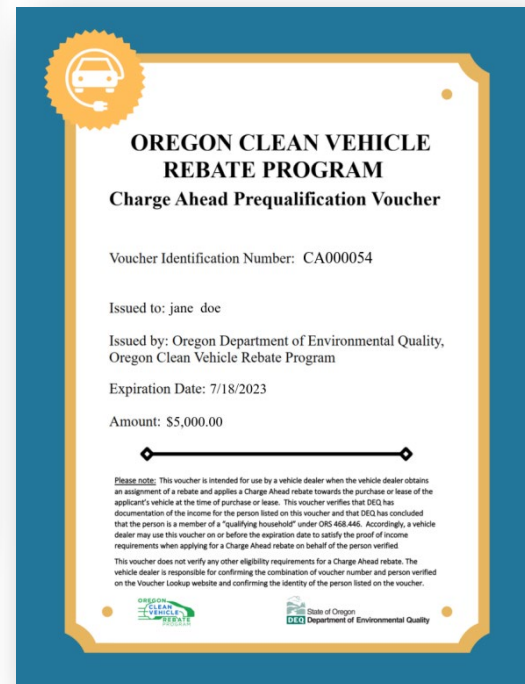 OREGON CLEAN VEHICLE
REBATE PROGRAM
Charge Ahead Prequalification Voucher
Voucher Identification Number: CA000054
Issued to: jane doe
Issued by: Oregon Department of Environmental Quality,
Oregon Clean Vehicle Rebate Program
Expiration Date: 7/18/2023
Amount: $5,000.00
Please note: This voucher is intended for use by a vehicle dealer when the vehicle dealer obtains
an assignment of a rebate and applies a Charge Ahead rebate towards the purchase or lease of the
applicant's vehicle at the time of purchase or lease. This voucher verifies that DEQ has
documentation of the income for the person listed on this voucher and that DEQ has concluded
that the person is a member of a "qualifying household" under ORS 468.446. Accordingly, a vehicle
dealer may use this voucher on or before the expiration date to satisfy the proof of income
requirements when applying for a Charge Ahead rebate on behalf of the person verified
This voucher does not verify any other eligibility requirements for a Charge Ahead rebate. The
vehicle dealer is responsible for confirming the combination of voucher number and person verified
on the Voucher Lookup website and confirming the identity of the person listed on the voucher.
OREGON
CLEAN
VEHICLE
REBATE
PROGRAM
State of Oregon
DEQ Department of Environmental Quality